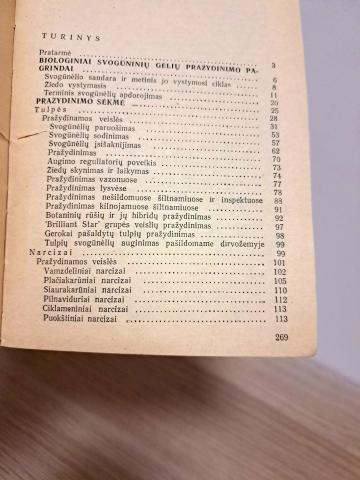 TURINYS
Pratarmė 3
BIOLOGINIAI SVOGŪNINIŲ GĖLIŲ PRAŽYDINIMO PA-
GRINDAI
Svogūnėlio sandara ir metinis jo vystymosi ciklas 6
Žiedo vystymasis 8
Terminis svogūnėlių apdorojimas 11
PRAŽYDINIMO SĖKMĖ 20
Tulpės 25
Pražydinamos veislės 28
Svogūnėlių paruošimas 31
Svogūnėlių sodinimas 53
Svogūnėlių įsišaknijimas 57
Pražydinimas 62
Augimo reguliatorių poveikis 70
Žiedų skynimas ir laikymas 73
Pražydinimas vazonuose 74
Pražydinimas lysvėse 77
Pražydinimas nešildomuose šiltnamiuose ir inspektuose 78
Pražydinimas kilnojamuose šiltnamiuose 88
Botaninių rūšių ir jų hibridų pražydinimas 91
'Brilliant Star' grupės veislių pražydinimas 92
Gerokai pašaldytų tulpių pražydinimas 97
Tulpių svogūnėlių auginimas pašildomame dirvožemyje 98
Narcizai 99
Pražydinamos veislės 99
Vamzdeliniai narcizai 101
Plačiakarūniai narcizai 102
Siaurakarūniai narcizai 105
Pilnaviduriai narcizai 110
Ciklameniniai narcizai 112
Puokštiniai narcizai 113
113
269